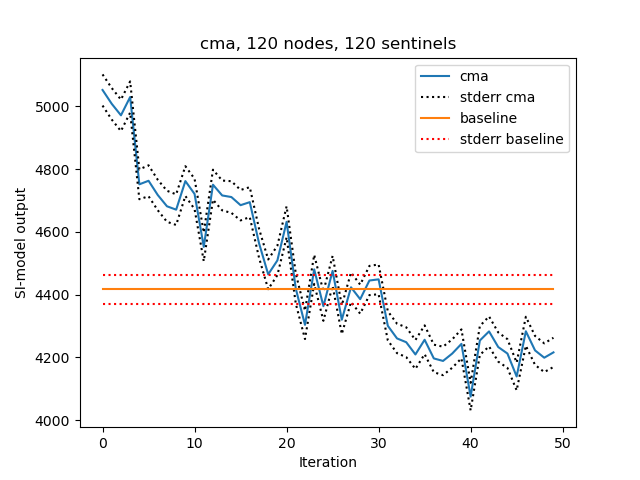 cma, 120 nodes, 120 sentinels
cma
stderr cma
baseline
stderr baseline
SI-model output
5000
4800
4600
4400
4200
4000
0 10 20 30 40 50
Iteration